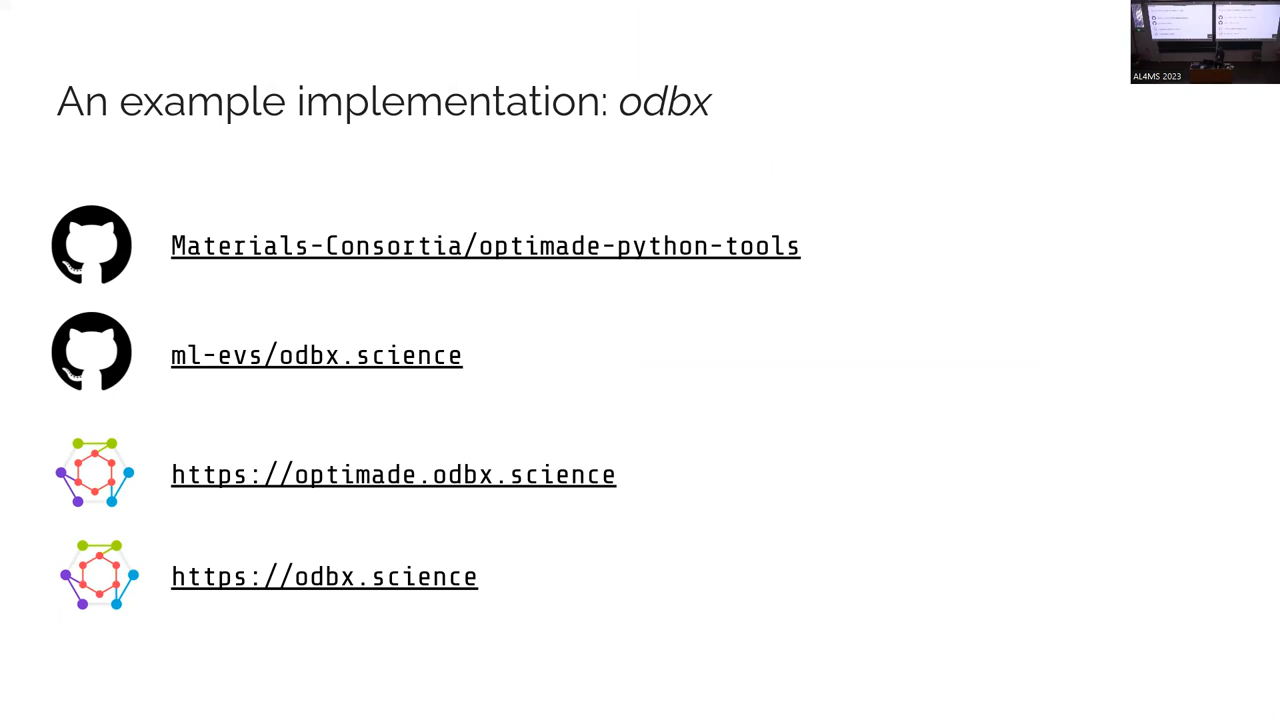 An example implementation: odbx
Materials-Consortia/optimade-python-tools
ml-evs/odbx.science
https://optimade.odbx.science
https://odbx.science
AL4MS 2023